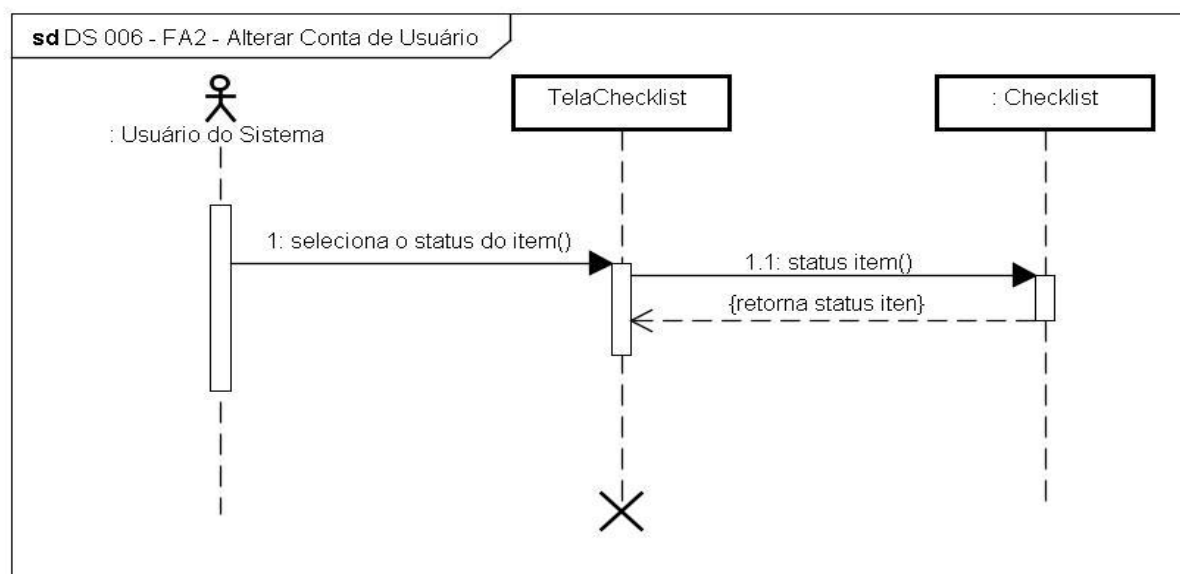 sd DS 006 - FA2 - Alterar Conta de Usuário
: Usuário do Sistema
TelaChecklist
: Checklist
1: seleciona o status do item()
1.1: status item()
{retorna status iten}